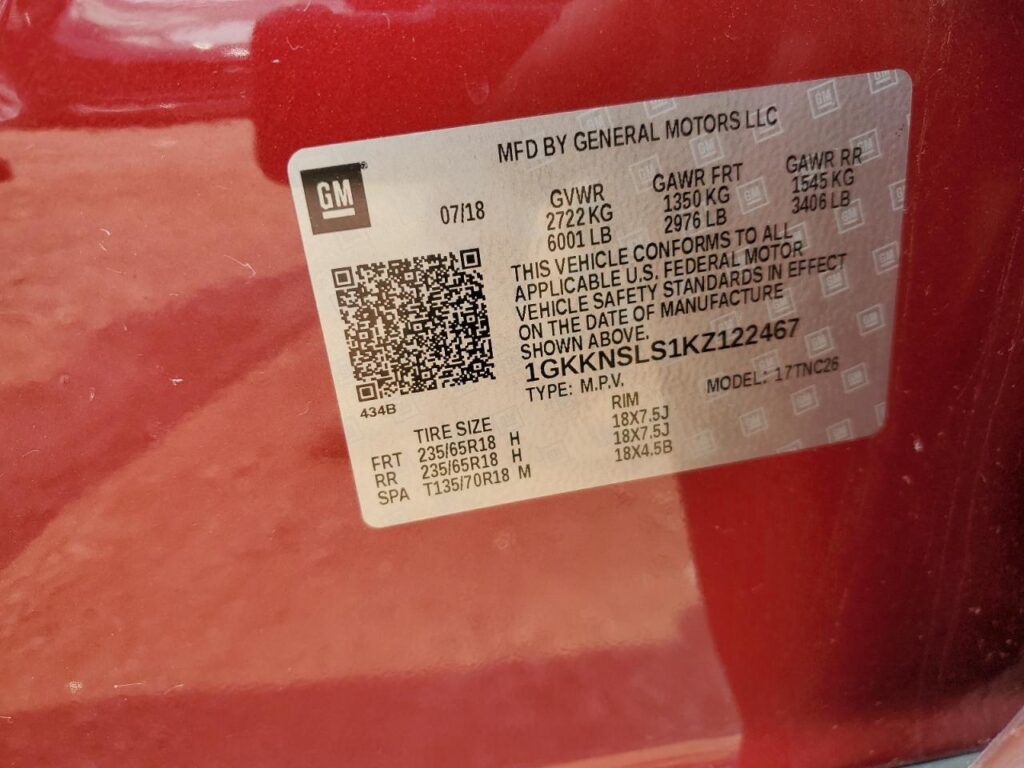 MFD BY GENERAL MOTORS LLC
GM
07/18
GVWR GAWR FRT GAWR RR
2722 KG 1350 KG 1545 KG
6001 LB 2976 LB 3406 LB
THIS VEHICLE CONFORMS TO ALL
APPLICABLE U.S. FEDERAL MOTOR
VEHICLE SAFETY STANDARDS IN EFFECT
ON THE DATE OF MANUFACTURE
SHOWN ABOVE.
1GKKNSLS1KZ122467
TYPE: M.P.V. MODEL: 17TNC26
434B
TIRE SIZE RIM
FRT 235/65R18 H 18X7.5J
RR 235/65R18 H 18X7.5J
SPA T135/70R18 M 18X4.5B